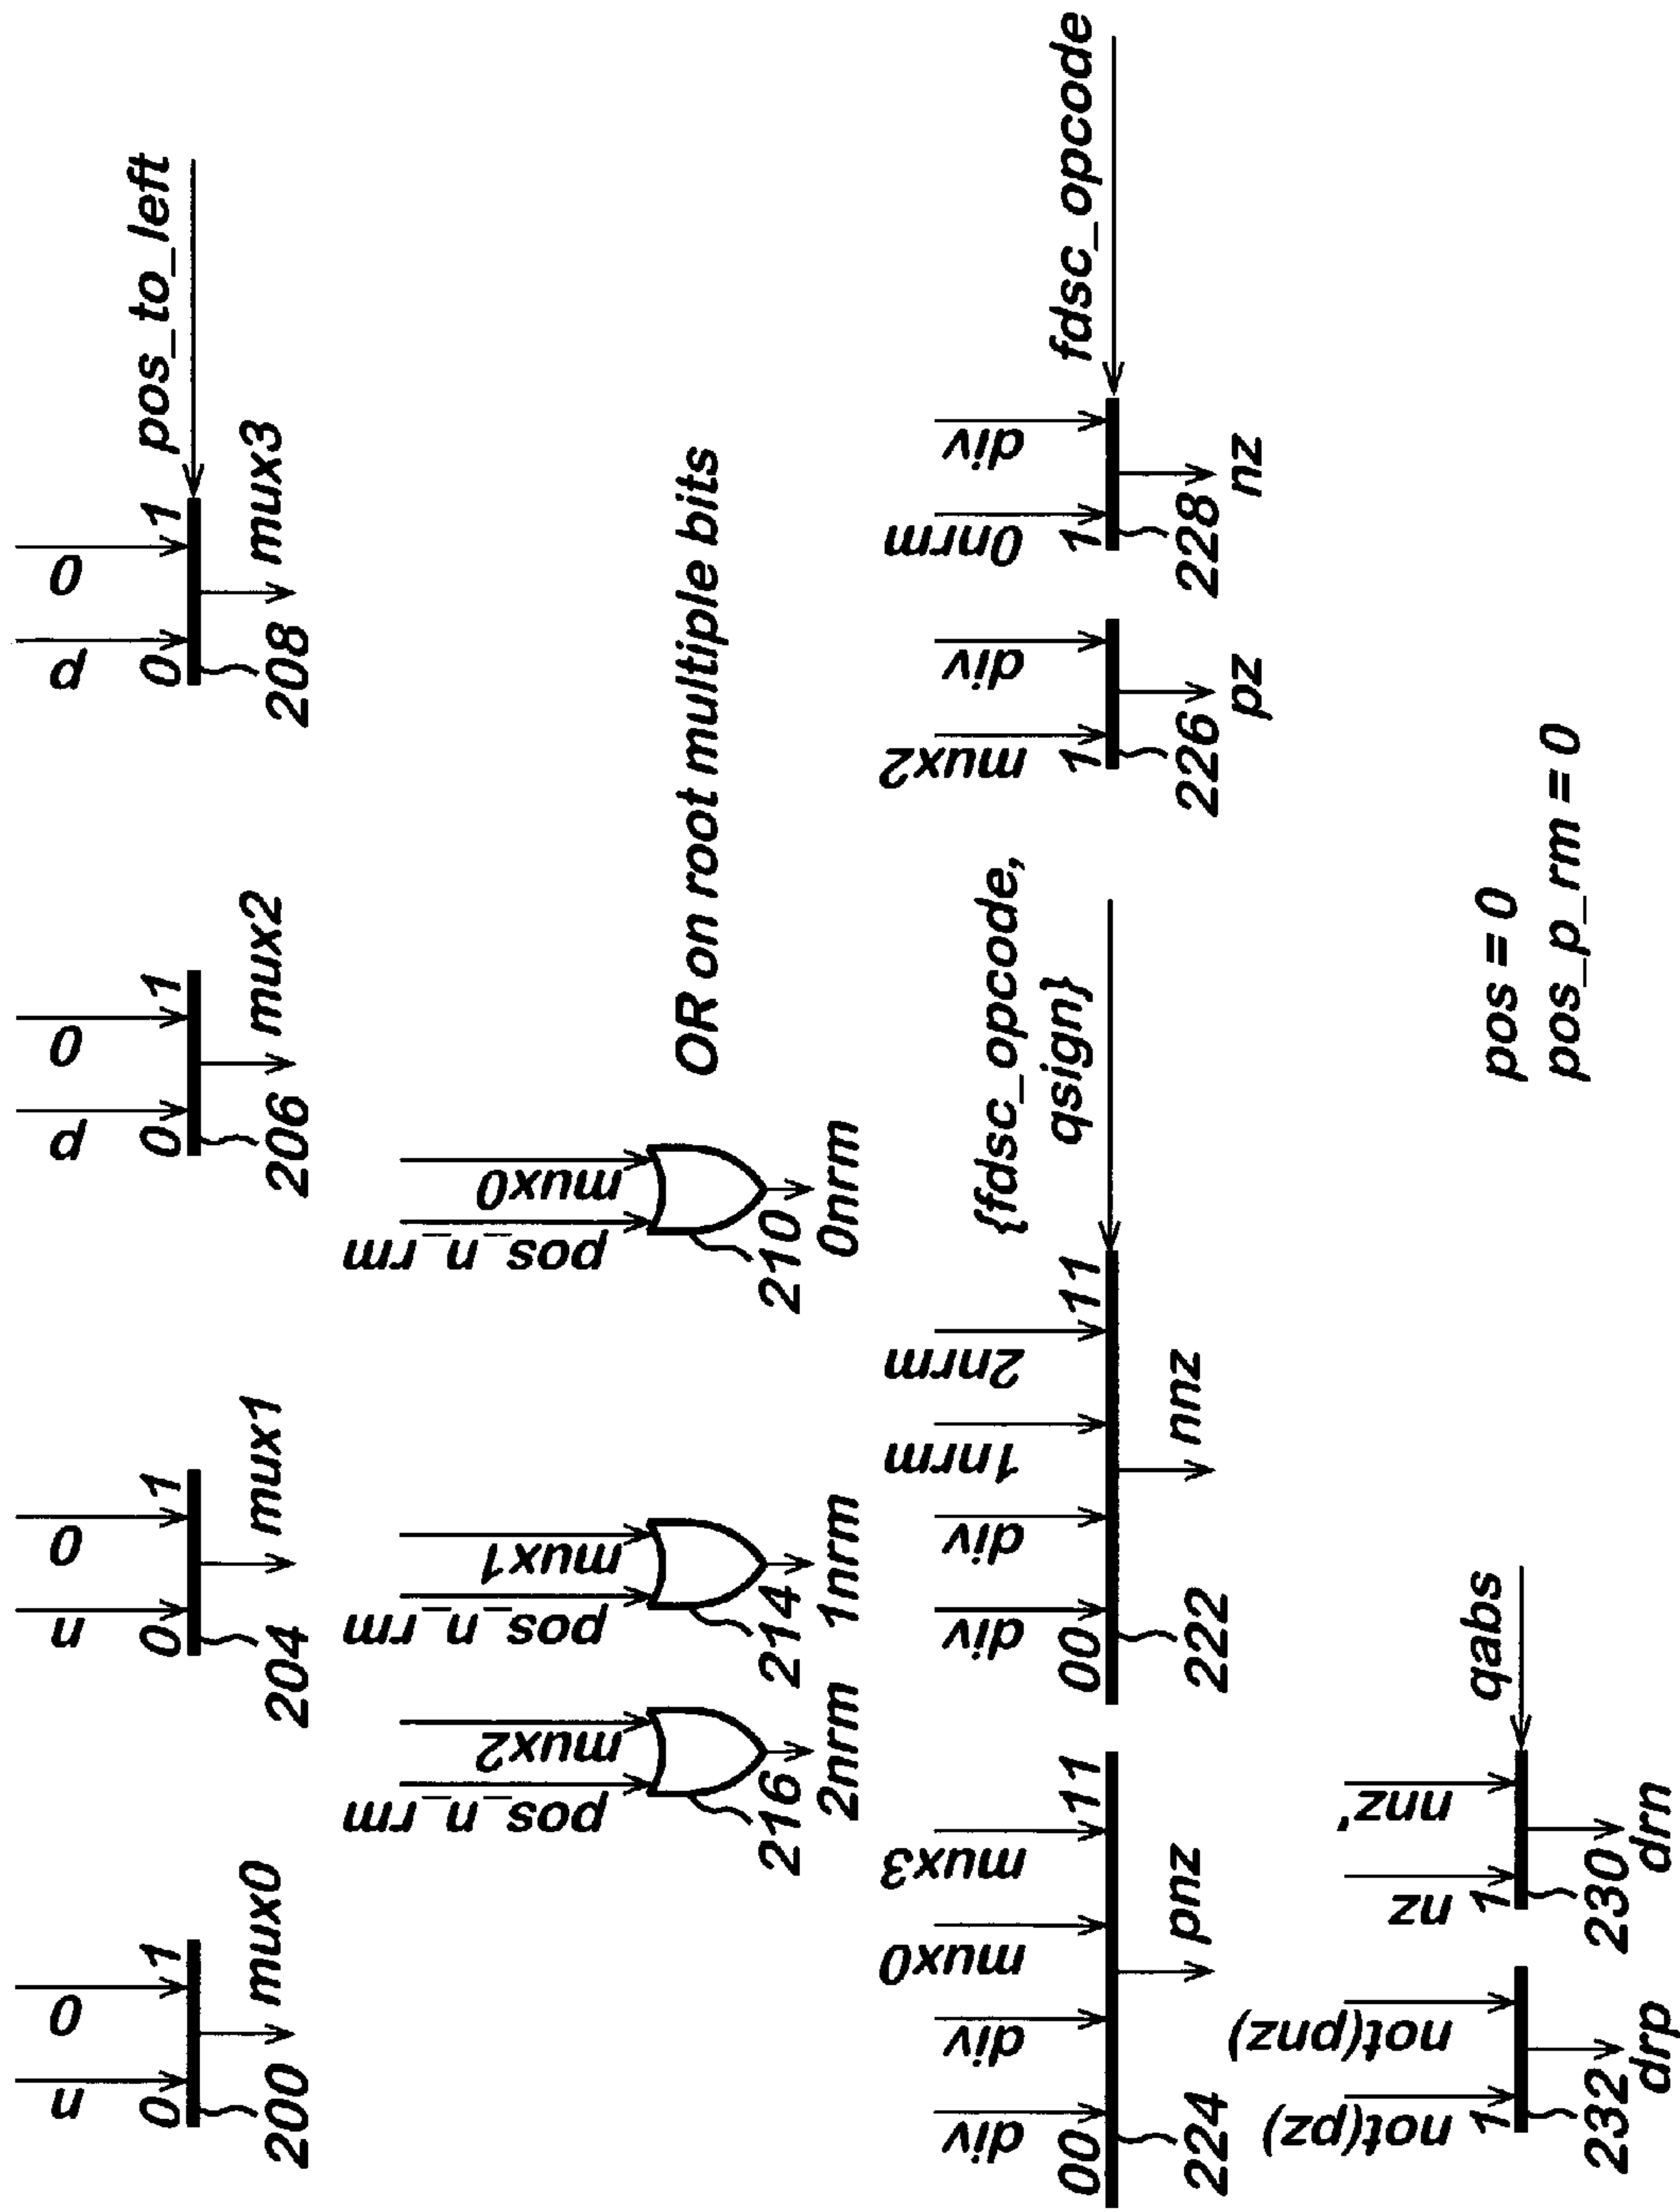 n 0 n 0 p 0 p 0
pos_to_left
0 1 0 1 0 1 0 1
200 mux0 204 mux1 206 mux2 208 mux3
pos_n_rm mux2 pos_n_rm mux1 pos_n_rm mux0
OR on root multiple bits
216 214 210
2nrm 1nrm 0nrm
div div mux0 mux3 div div 1nrm 2nrm mux2 div 0nrm div
{fdsc_opcode,
qsign}
fdsc_opcode
00 11 00 11 1 1
224 pnz 222 nnz 226 228
pz nz
not(pz) not(pnz) nz nnz'
qabs
1 1
232 230
drp drn
pos = 0
pos_p_rm = 0